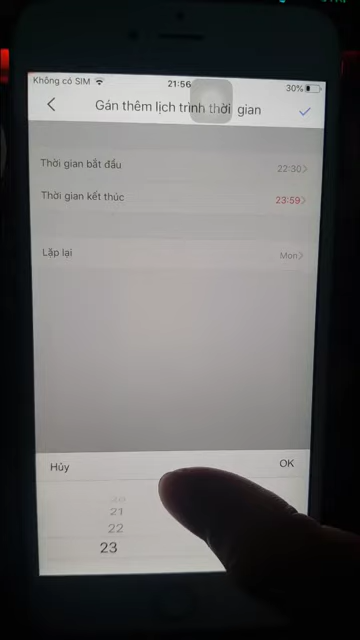 Không có SIM 21:56 30%
Gán thêm lịch trình thời gian
Thời gian bắt đầu 22:30
Thời gian kết thúc 23:59
Lặp lại Mon
Hủy OK
20
21
22
23